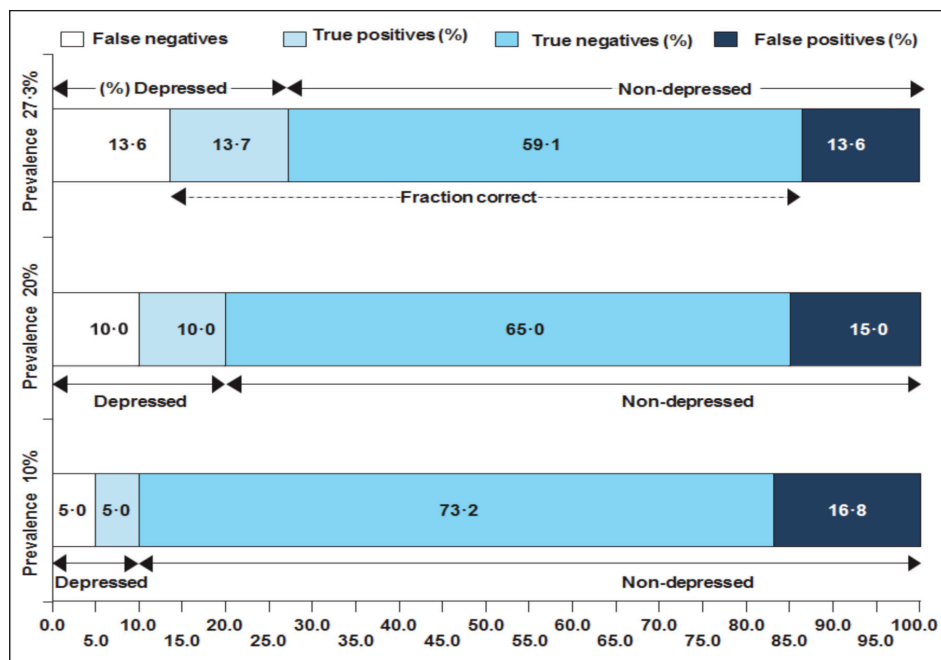 False negatives True positives (%) True negatives (%) False positives (%)
Prevalence 27·3%
(%) Depressed Non-depressed
13·6 13·7 59·1 13·6
Fraction correct
Prevalence 20%
10·0 10·0 65·0 15·0
Depressed Non-depressed
Prevalence 10%
5·0 5·0 73·2 16·8
Depressed Non-depressed
0.0 10.0 20.0 30.0 40.0 50.0 60.0 70.0 80.0 90.0 100.0
5.0 15.0 25.0 35.0 45.0 55.0 65.0 75.0 85.0 95.0